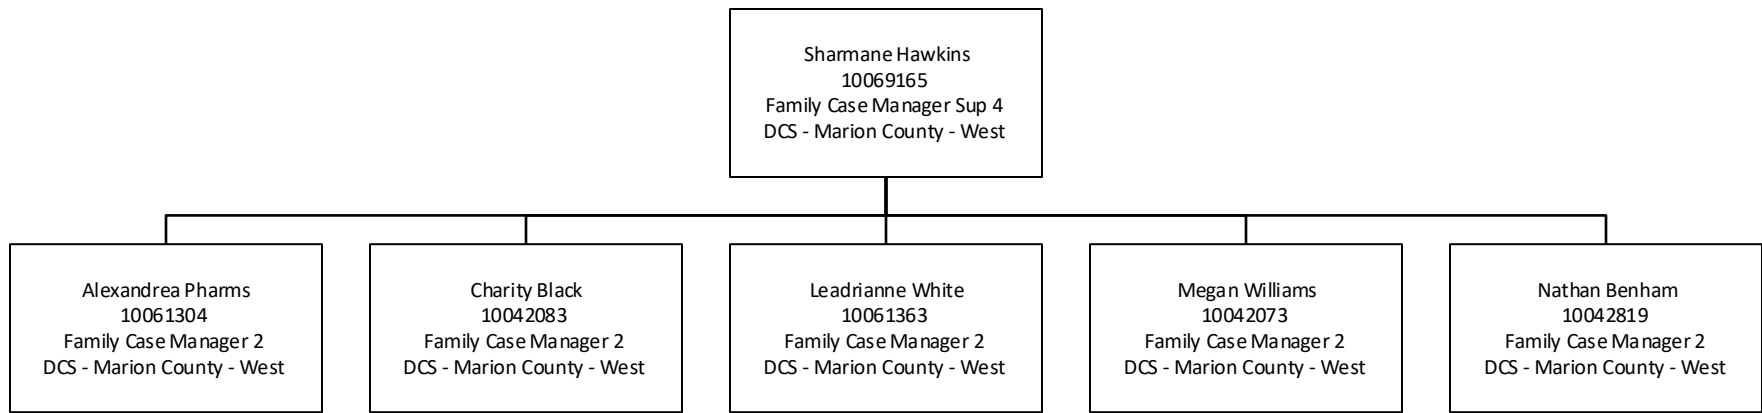 Sharmane Hawkins
10069165
Family Case Manager Sup 4
DCS - Marion County - West
Alexandrea Pharms
10061304
Family Case Manager 2
DCS - Marion County - West
Charity Black
10042083
Family Case Manager 2
DCS - Marion County - West
Leadrianne White
10061363
Family Case Manager 2
DCS - Marion County - West
Megan Williams
10042073
Family Case Manager 2
DCS - Marion County - West
Nathan Benham
10042819
Family Case Manager 2
DCS - Marion County - West